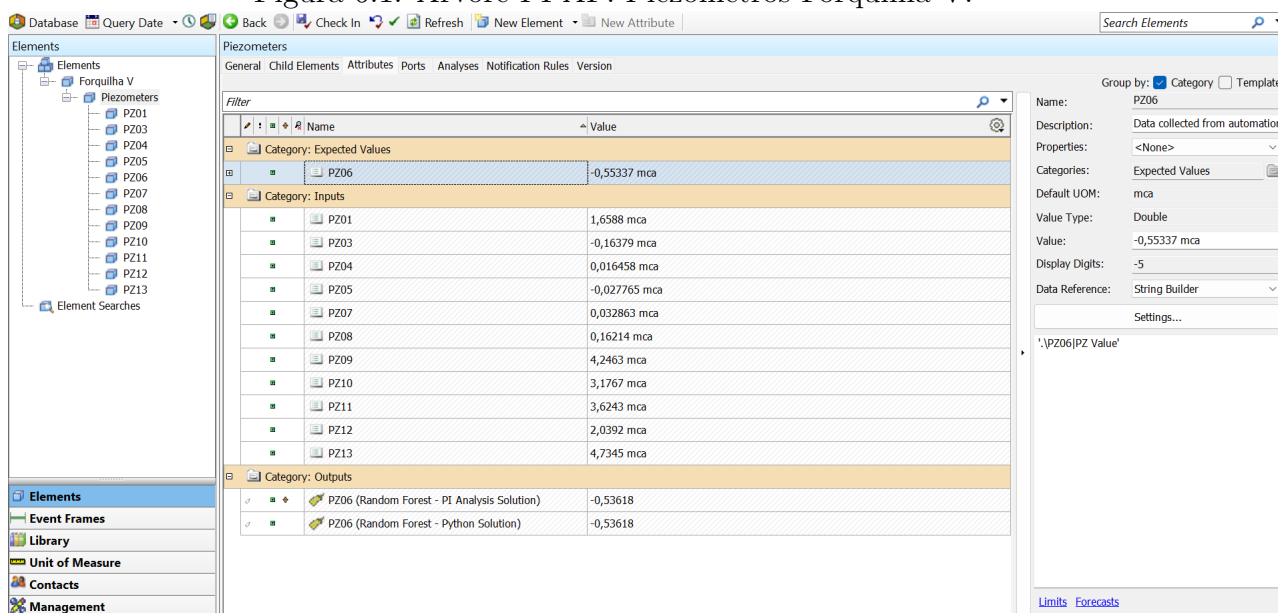 Figura 6.1: Árvore PI AF: Piezômetros Forquilha V.
Database Query Date Back Check In Refresh New Element New Attribute Search Elements
Elements
Elements
Forquilha V
Piezometers
PZ01
PZ03
PZ04
PZ05
PZ06
PZ07
PZ08
PZ09
PZ10
PZ11
PZ12
PZ13
Element Searches
Elements
Event Frames
Library
Unit of Measure
Contacts
Management
Piezometers
General Child Elements Attributes Ports Analyses Notification Rules Version
Group by: Category Template
Filter
Name Value
Category: Expected Values
PZ06 -0,55337 mca
Category: Inputs
PZ01 1,6588 mca
PZ03 -0,16379 mca
PZ04 0,016458 mca
PZ05 -0,027765 mca
PZ07 0,032863 mca
PZ08 0,16214 mca
PZ09 4,2463 mca
PZ10 3,1767 mca
PZ11 3,6243 mca
PZ12 2,0392 mca
PZ13 4,7345 mca
Category: Outputs
PZ06 (Random Forest - PI Analysis Solution) -0,53618
PZ06 (Random Forest - Python Solution) -0,53618
Name: PZ06
Description: Data collected from automation
Properties: <None>
Categories: Expected Values
Default UOM: mca
Value Type: Double
Value: -0,55337 mca
Display Digits: -5
Data Reference: String Builder
Settings...
'.\PZ06|PZ Value'
Limits Forecasts